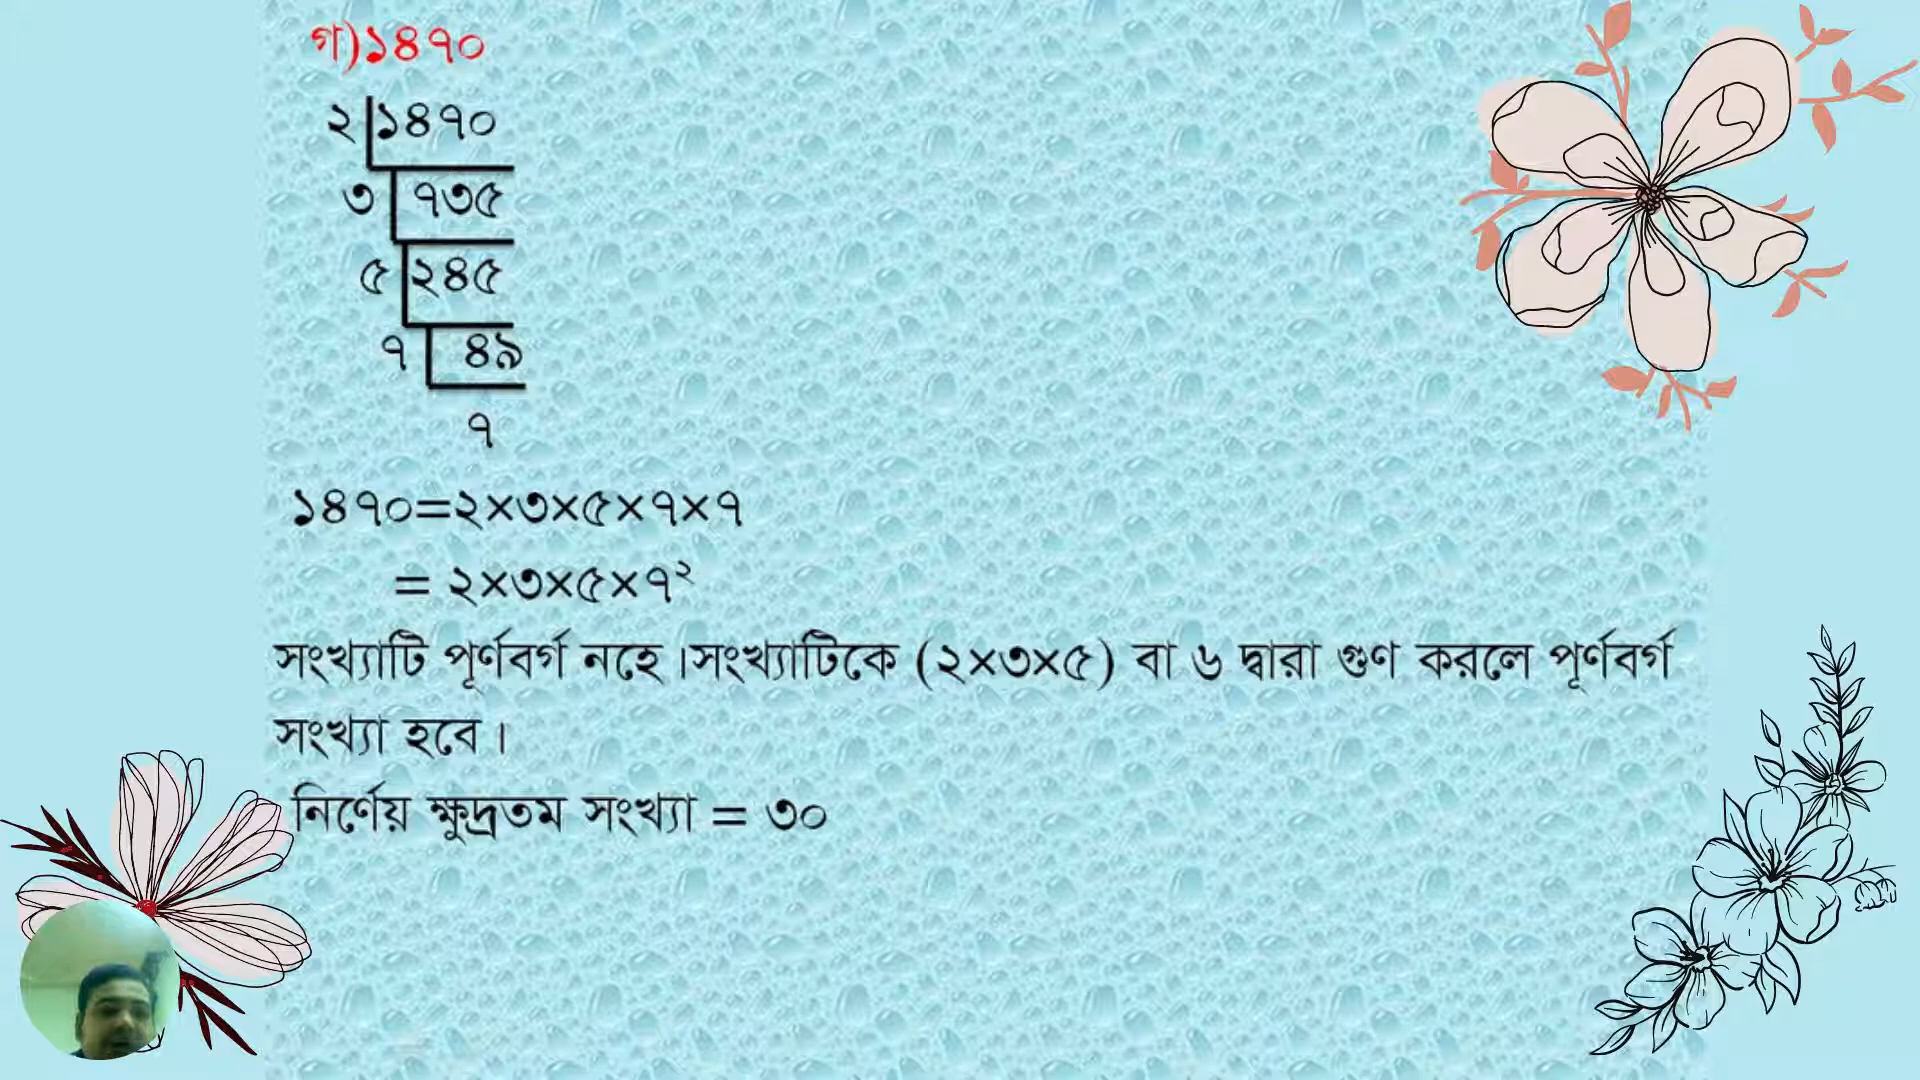 গ)১৪৭০
২ ১৪৭০
৩ ৭৩৫
৫ ২৪৫
৭ ৪৯
৭
১৪৭০=২×৩×৫×৭×৭
= ২×৩×৫×৭²
সংখ্যাটি পূর্ণবর্গ নহে।সংখ্যাটিকে (২×৩×৫) বা ৬ দ্বারা গুণ করলে পূর্ণবর্গ
সংখ্যা হবে।
নির্ণেয় ক্ষুদ্রতম সংখ্যা = ৩০